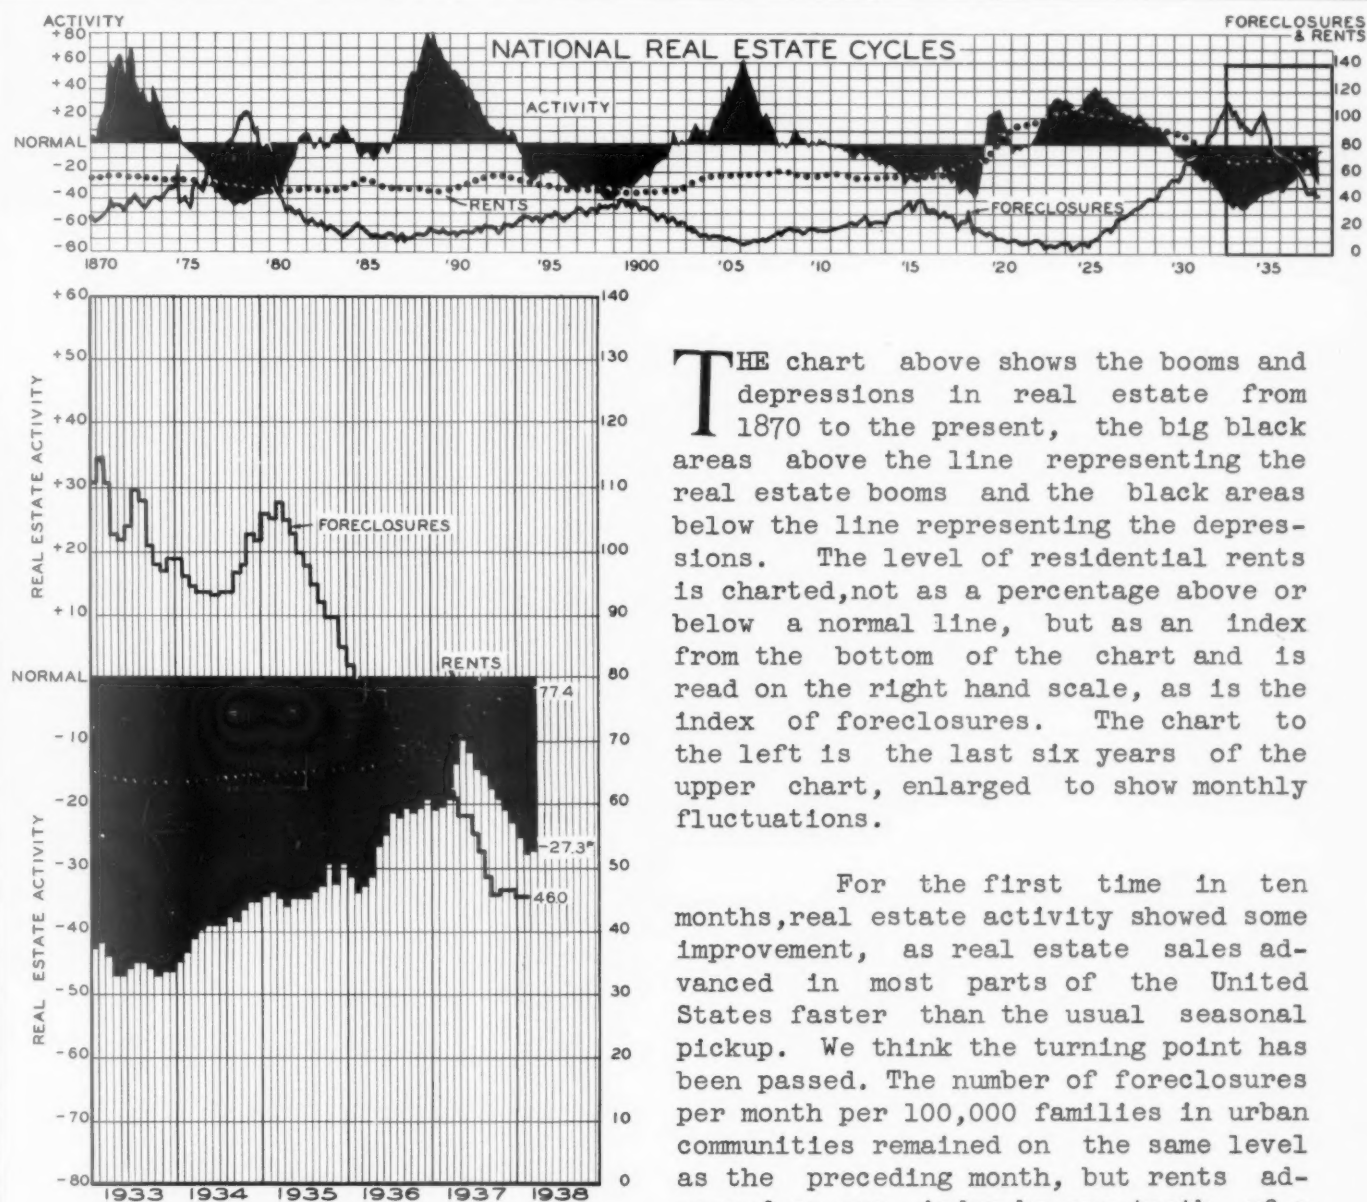 ACTIVITY
FORECLOSURES
& RENTS
NATIONAL REAL ESTATE CYCLES
+80
+60
+40
+20
NORMAL
-20
-40
-60
-60
140
120
100
80
60
40
20
0
ACTIVITY
RENTS
FORECLOSURES
1870 '75 '80 '85 '90 '95 1900 '05 '10 '15 '20 '25 '30 '35
REAL ESTATE ACTIVITY
REAL ESTATE ACTIVITY
+60
+50
+40
+30
+20
+10
NORMAL
-10
-20
-30
-40
-50
-60
-70
-80
140
130
120
110
100
90
80
70
60
50
40
30
20
10
0
FORECLOSURES
RENTS
77.4
-27.3*
46.0
1933 1934 1935 1936 1937 1938
THE chart above shows the booms and
depressions in real estate from
1870 to the present, the big black
areas above the line representing the
real estate booms and the black areas
below the line representing the depres-
sions. The level of residential rents
is charted,not as a percentage above or
below a normal line, but as an index
from the bottom of the chart and is
read on the right hand scale, as is the
index of foreclosures. The chart to
the left is the last six years of the
upper chart, enlarged to show monthly
fluctuations.
For the first time in ten
months,real estate activity showed some
improvement, as real estate sales ad-
vanced in most parts of the United
States faster than the usual seasonal
pickup. We think the turning point has
been passed. The number of foreclosures
per month per 100,000 families in urban
communities remained on the same level
as the preceding month, but rents ad-